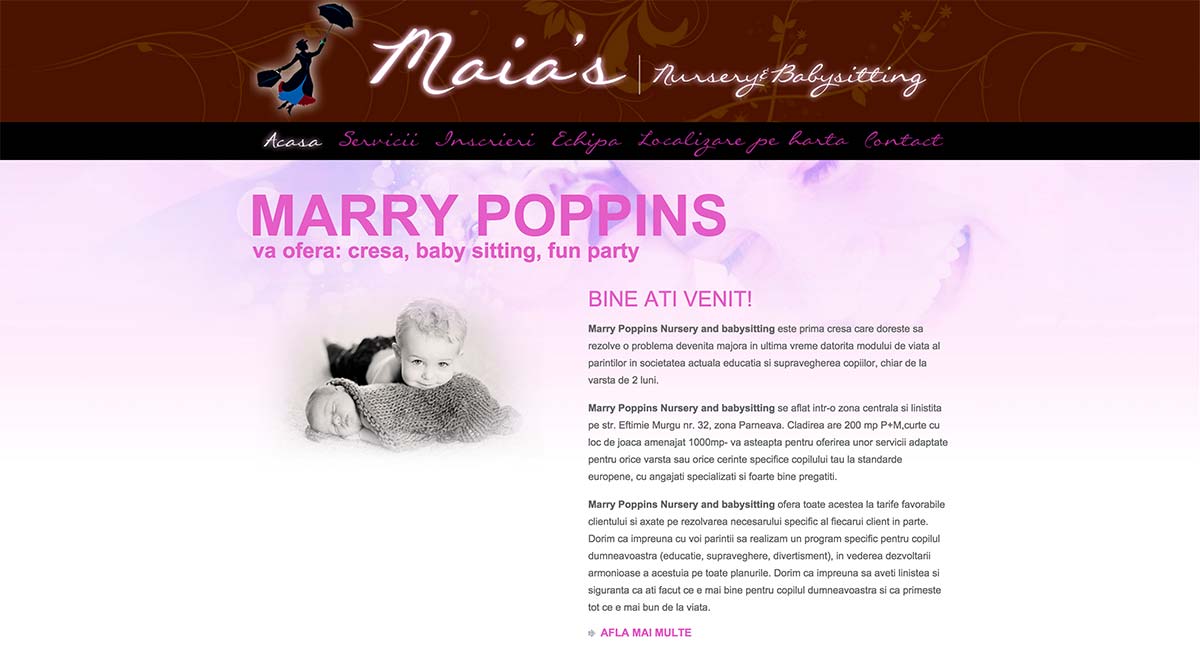 Maia's
Nursery & Babysitting
Acasa Servicii Inscrieri Echipa Localizare pe harta Contact
MARRY POPPINS
va ofera: cresa, baby sitting, fun party
BINE ATI VENIT!
Marry Poppins Nursery and babysitting este prima cresa care doreste sa
rezolve o problema devenita majora in ultima vreme datorita modului de viata al
parintilor in societatea actuala educatia si supravegherea copiilor, chiar de la
varsta de 2 luni.
Marry Poppins Nursery and babysitting se aflat intr-o zona centrala si linistita
pe str. Eftimie Murgu nr. 32, zona Parneava. Cladirea are 200 mp P+M,curte cu
loc de joaca amenajat 1000mp- va asteapta pentru oferirea unor servicii adaptate
pentru orice varsta sau orice cerinte specifice copilului tau la standarde
europene, cu angajati specializati si foarte bine pregatiti.
Marry Poppins Nursery and babysitting ofera toate acestea la tarife favorabile
clientului si axate pe rezolvarea necesarului specific al fiecarui client in parte.
Dorim ca impreuna cu voi parintii sa realizam un program specific pentru copilul
dumneavoastra (educatie, supraveghere, divertisment), in vederea dezvoltarii
armonioase a acestuia pe toate planurile. Dorim ca impreuna sa aveti linistea si
siguranta ca ati facut ce e mai bine pentru copilul dumneavoastra si ca primeste
tot ce e mai bun de la viata.
AFLA MAI MULTE